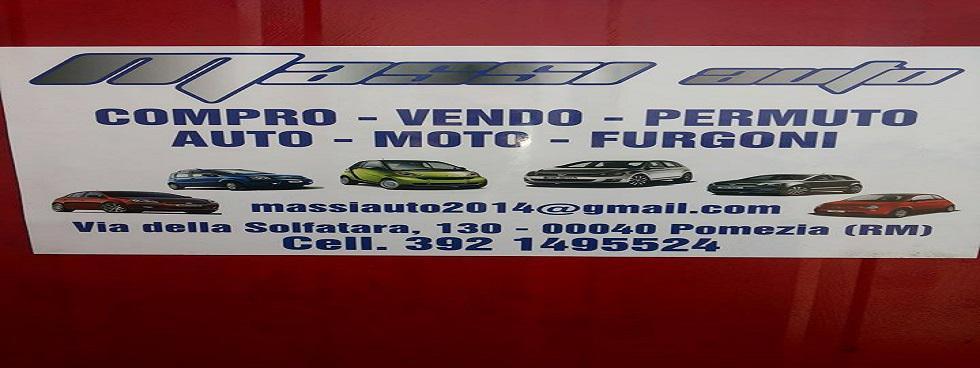 Massi auto
COMPRO - VENDO - PERMUTO
AUTO - MOTO - FURGONI
massiauto2014@gmail.com
Via della Solfatara, 130 - 00040 Pomezia (RM)
Cell. 392 1495524